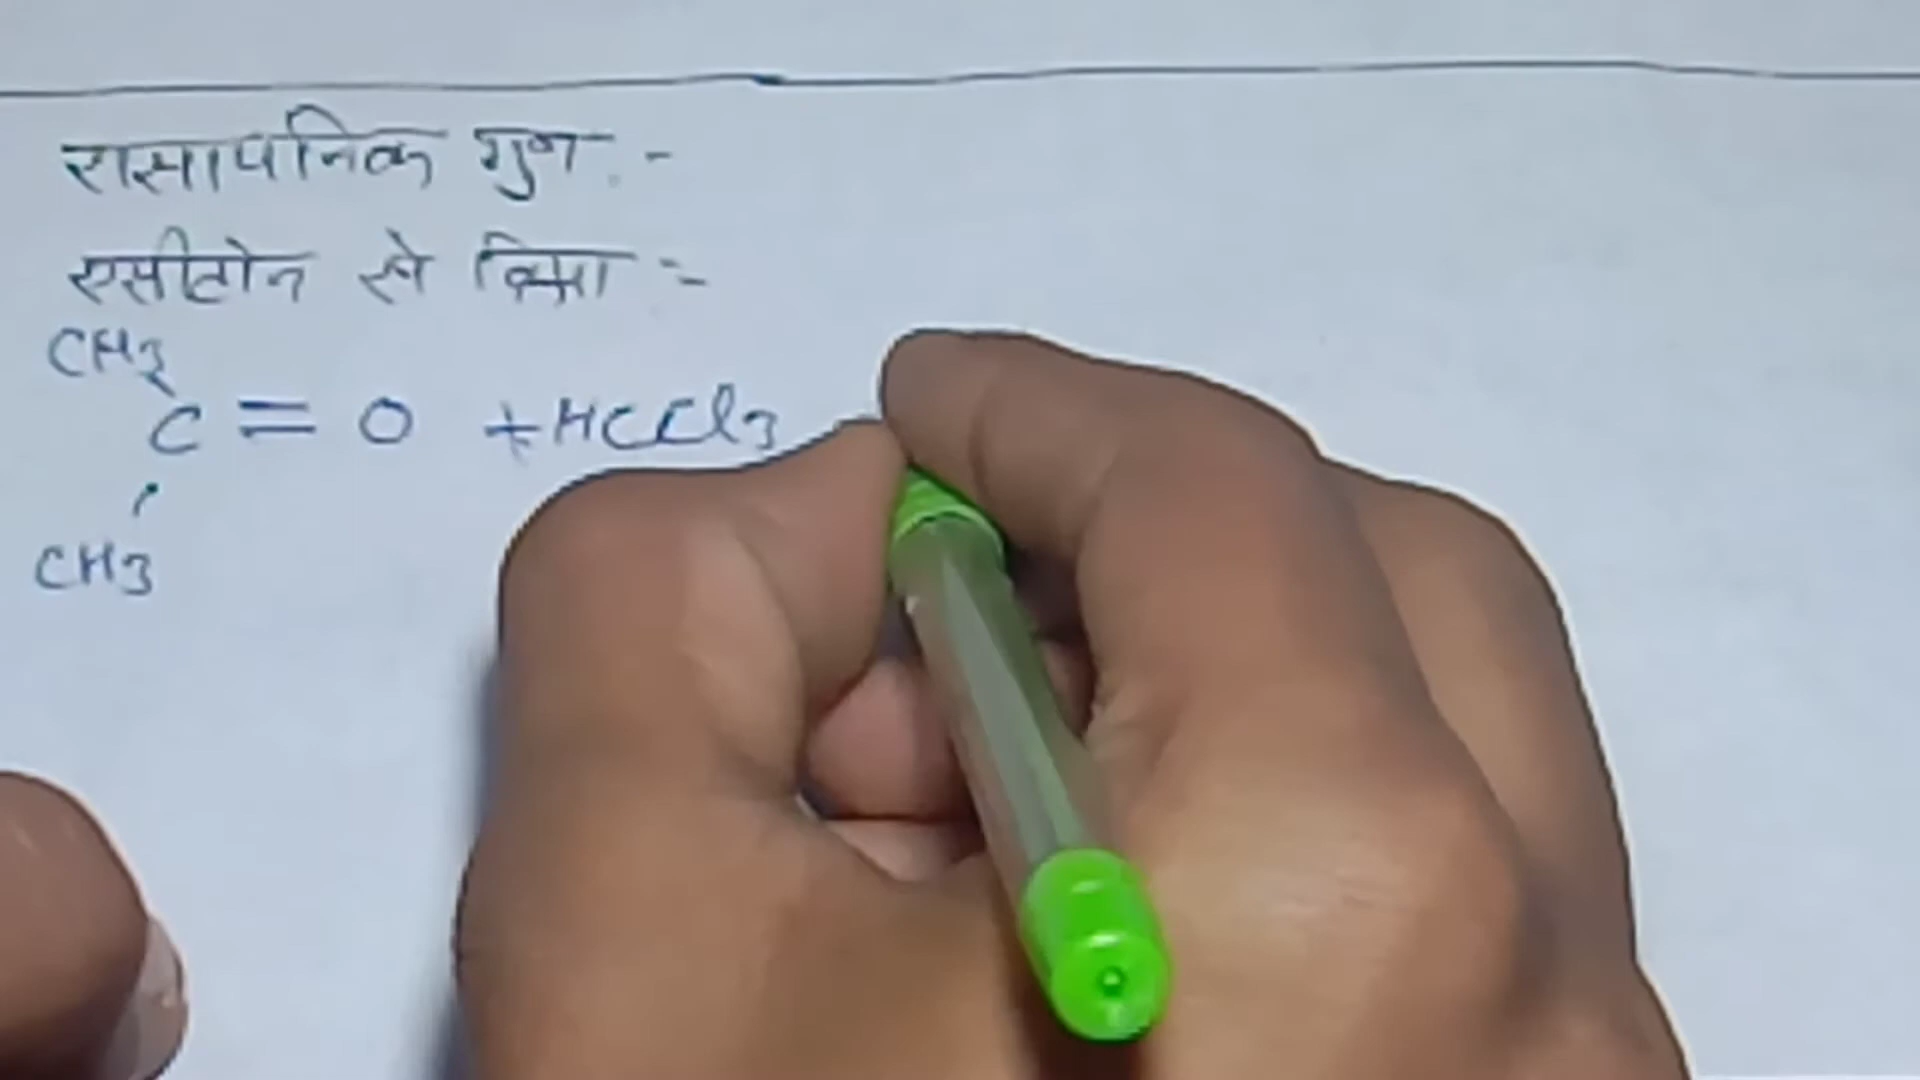 रासायनिक गुण :-
एसीटोन से क्रिया :-
CH3
C = O + HCCl3
CH3